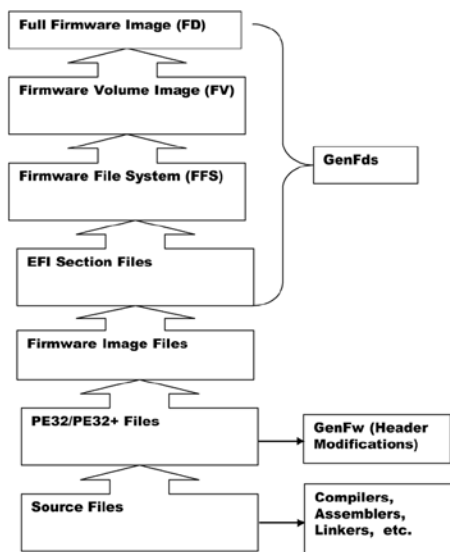 Full Firmware Image (FD)
Firmware Volume Image (FV)
Firmware File System (FFS)
GenFds
EFI Section Files
Firmware Image Files
PE32/PE32+ Files
GenFw (Header
Modifications)
Source Files
Compilers,
Assemblers,
Linkers, etc.